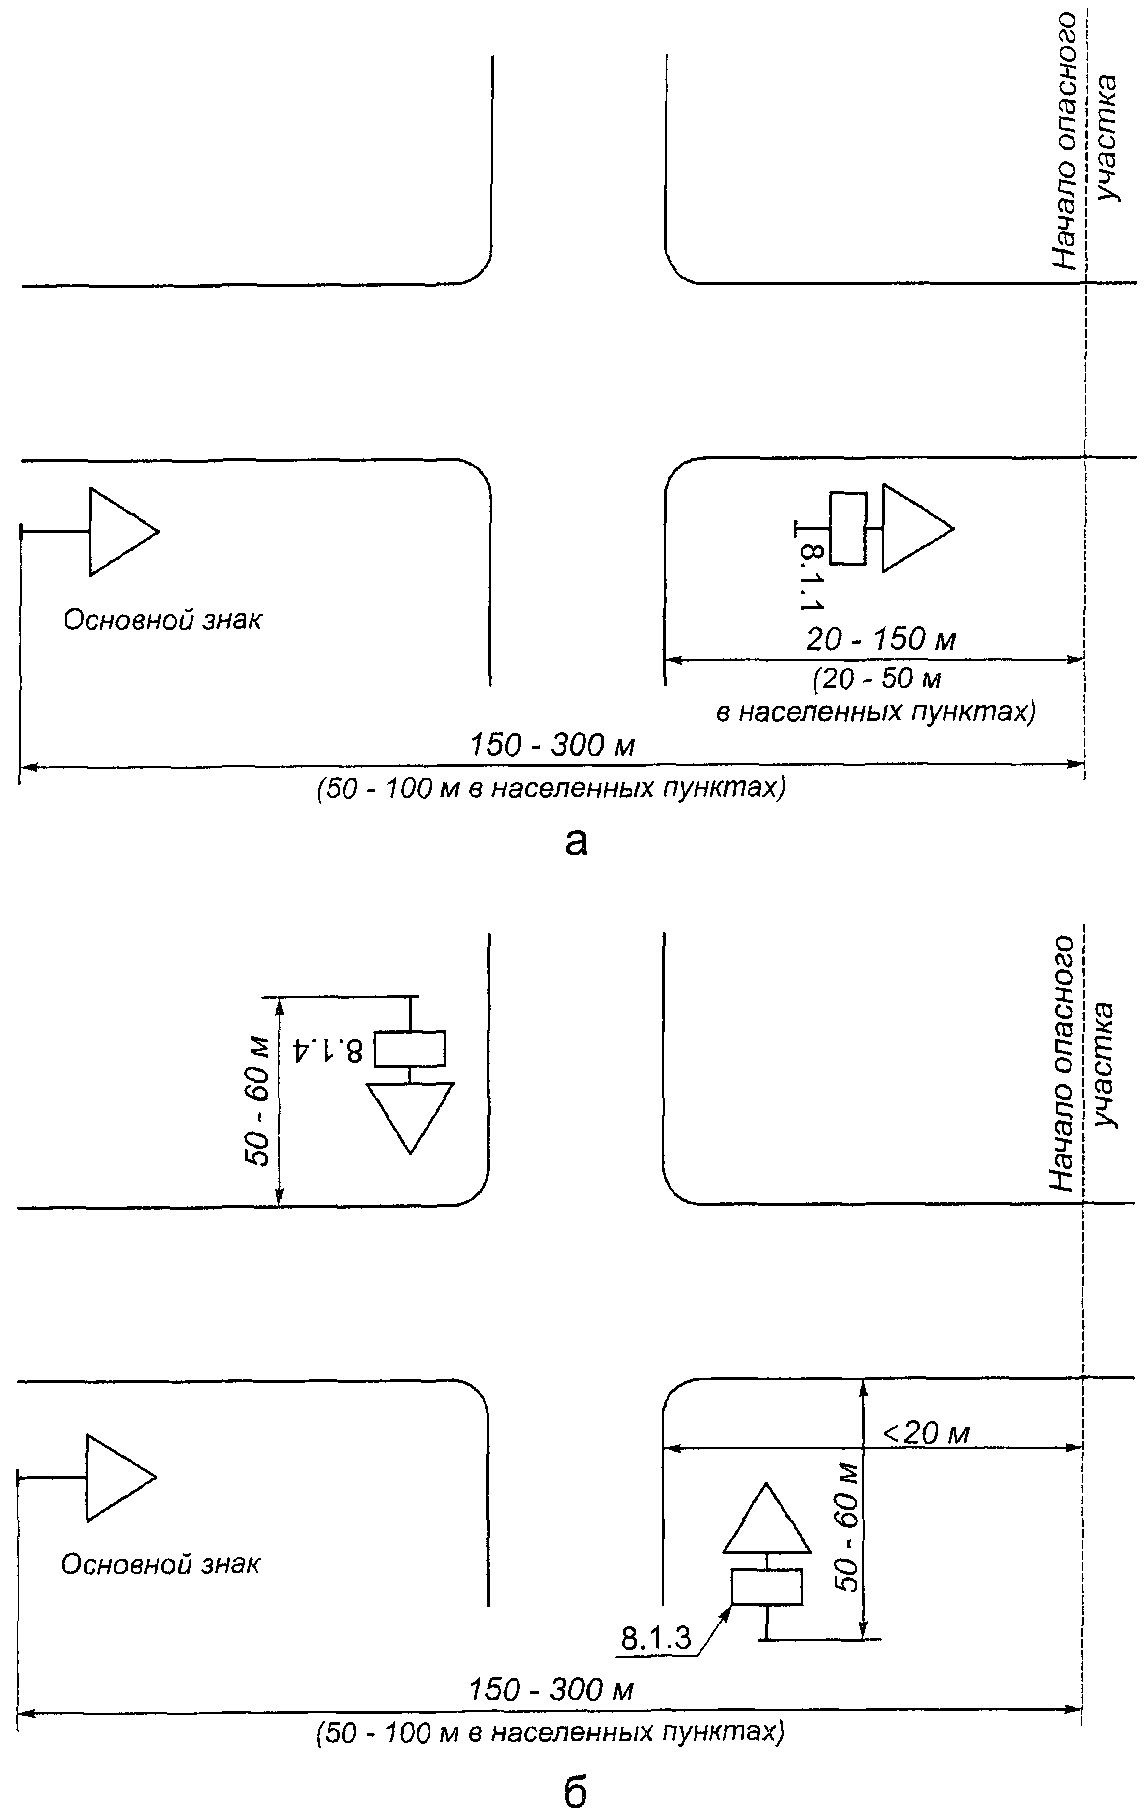 Начало опасного
участка
8.1.1
Основной знак
20 - 150 м
(20 - 50 м
в населенных пунктах)
150 - 300 м
(50 - 100 м в населенных пунктах)
а
Начало опасного
участка
8.1.4
50 - 60 м
<20 м
50 - 60 м
Основной знак
8.1.3
150 - 300 м
(50 - 100 м в населенных пунктах)
б